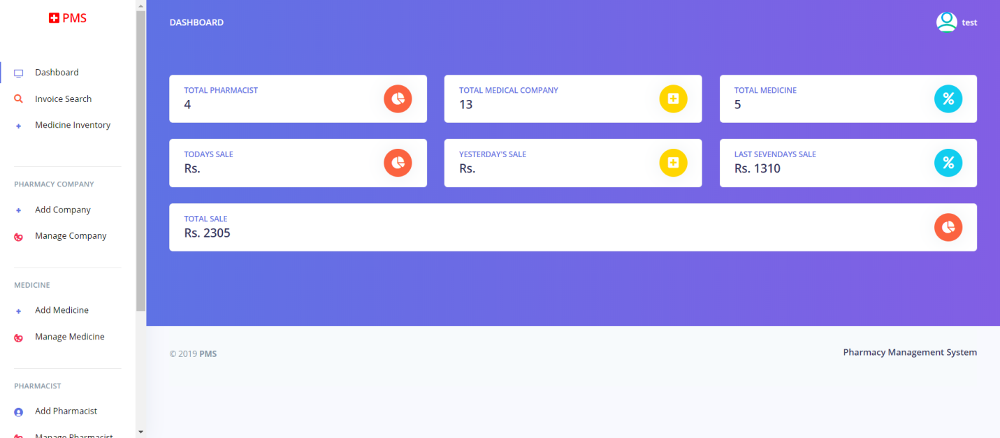 PMS
Dashboard
Invoice Search
Medicine Inventory
PHARMACY COMPANY
Add Company
Manage Company
MEDICINE
Add Medicine
Manage Medicine
PHARMACIST
Add Pharmacist
Manage Pharmacist
DASHBOARD
test
TOTAL PHARMACIST
4
TOTAL MEDICAL COMPANY
13
TOTAL MEDICINE
5
TODAYS SALE
Rs.
YESTERDAY'S SALE
Rs.
LAST SEVENDAYS SALE
Rs. 1310
TOTAL SALE
Rs. 2305
© 2019 PMS
Pharmacy Management System